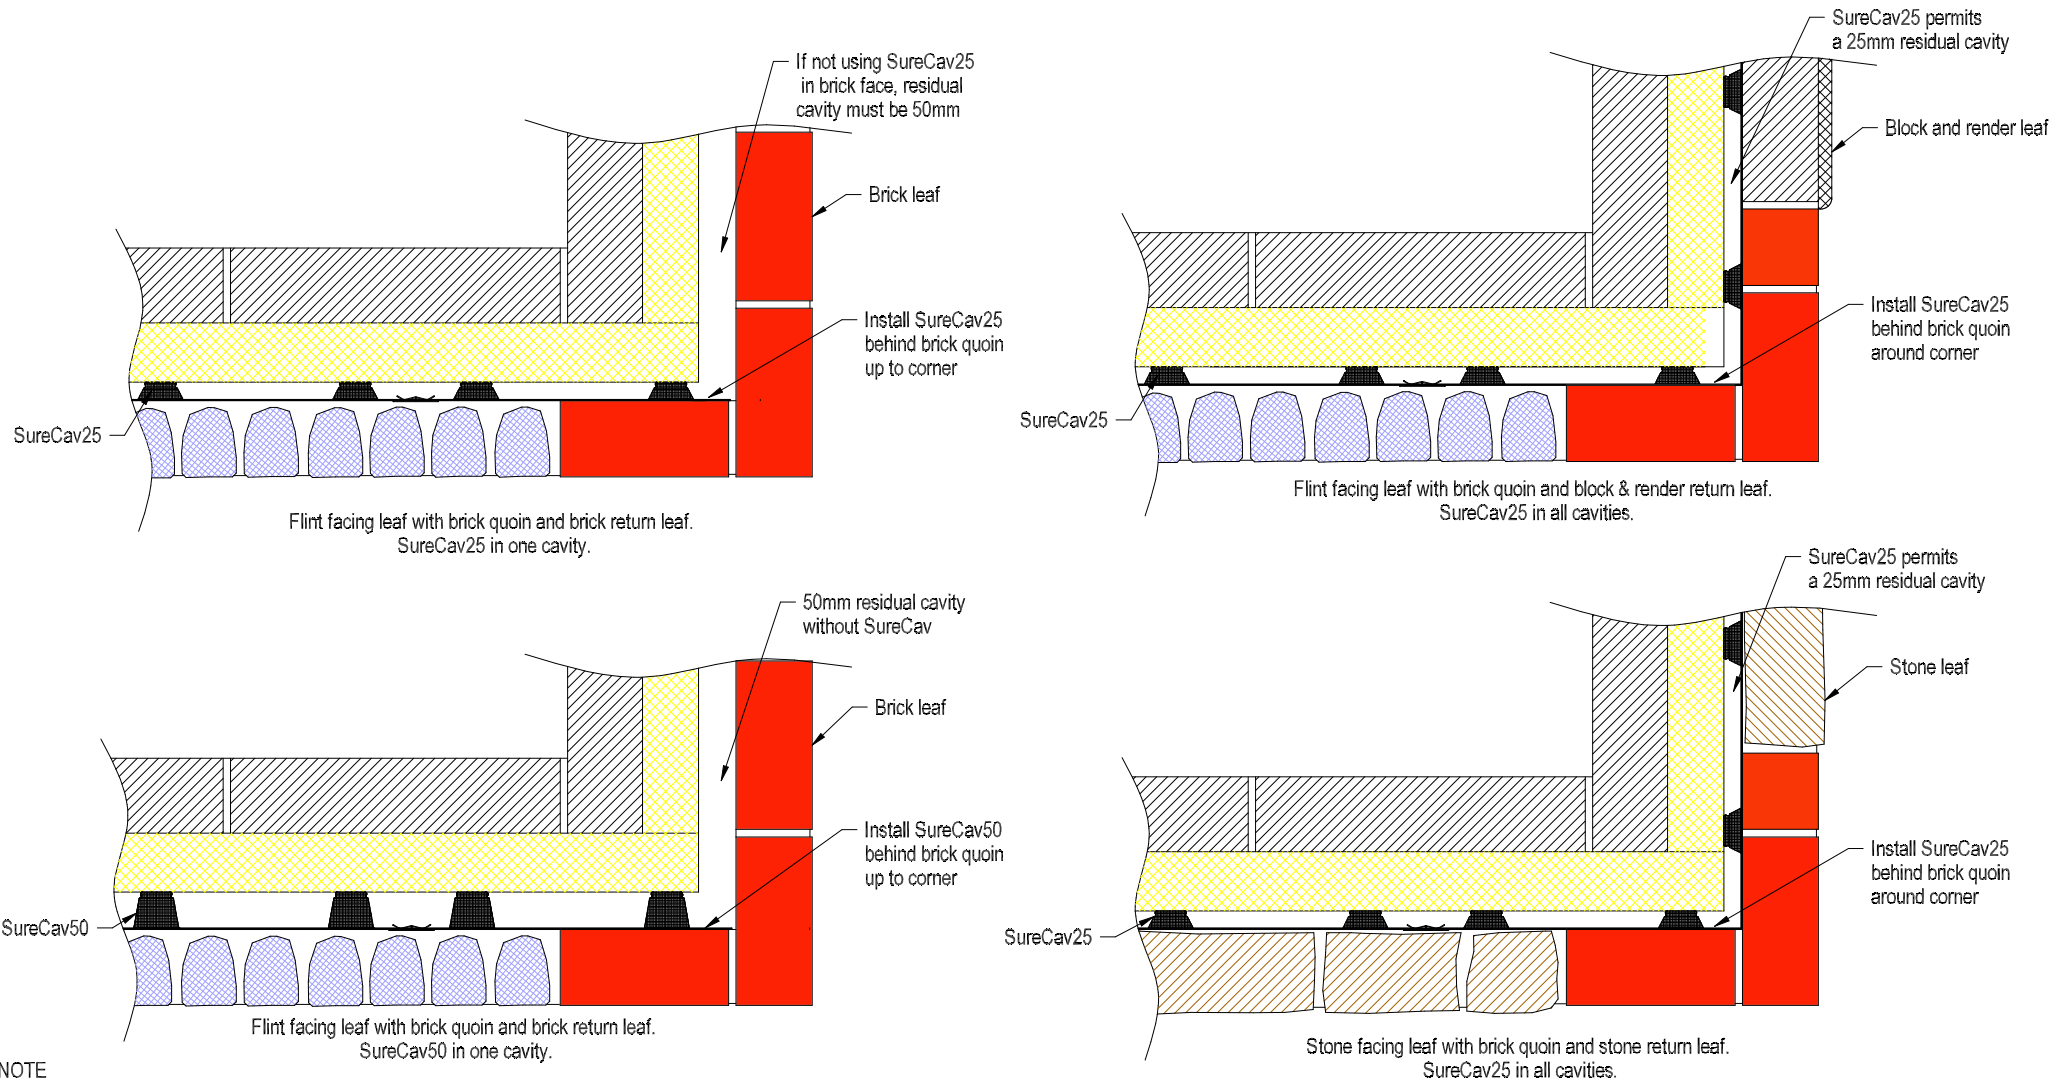 If not using SureCav25
in brick face, residual
cavity must be 50mm
Brick leaf
Install SureCav25
behind brick quoin
up to corner
SureCav25
Flint facing leaf with brick quoin and brick return leaf.
SureCav25 in one cavity.
SureCav25 permits
a 25mm residual cavity
Block and render leaf
Install SureCav25
behind brick quoin
around corner
SureCav25
Flint facing leaf with brick quoin and block & render return leaf.
SureCav25 in all cavities.
50mm residual cavity
without SureCav
Brick leaf
Install SureCav50
behind brick quoin
up to corner
SureCav50
Flint facing leaf with brick quoin and brick return leaf.
SureCav50 in one cavity.
NOTE
SureCav25 permits
a 25mm residual cavity
Stone leaf
Install SureCav25
behind brick quoin
around corner
SureCav25
Stone facing leaf with brick quoin and stone return leaf.
SureCav25 in all cavities.